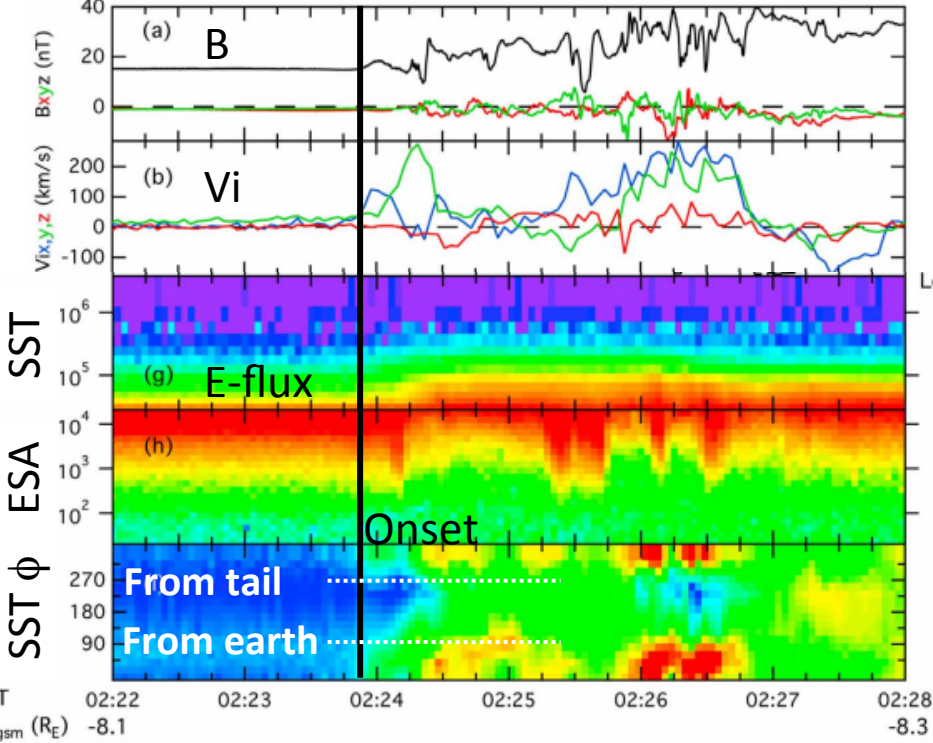 40
20
0
Bxyz (nT)
(a)
B
200
100
0
-100
Vix,y,z (km/s)
(b)
Vi
SST
10^6
10^5
(g)
E-flux
ESA
10^4
10^3
10^2
(h)
Onset
SST ϕ
270
180
90
From tail
From earth
02:22 02:23 02:24 02:25 02:26 02:27 02:28
gsm (RE) -8.1 -8.3